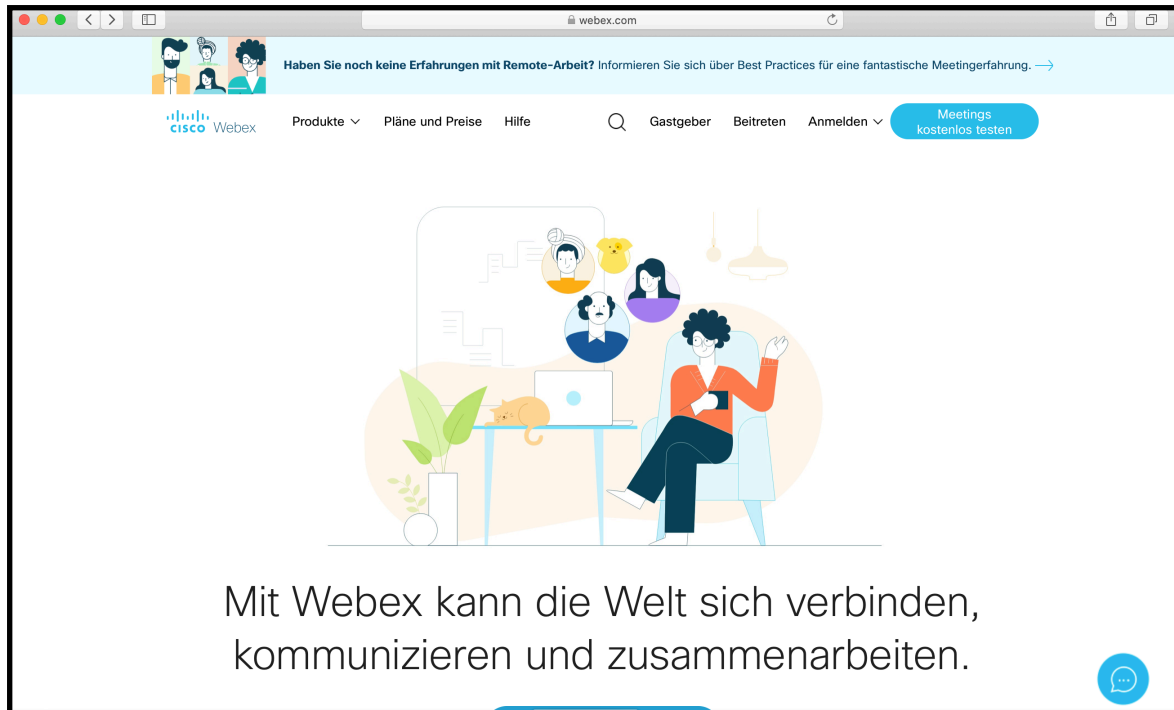 webex.com
Haben Sie noch keine Erfahrungen mit Remote-Arbeit? Informieren Sie sich über Best Practices für eine fantastische Meetingerfahrung.
CISCO Webex
Produkte
Pläne und Preise
Hilfe
Gastgeber
Beitreten
Anmelden
Meetings
kostenlos testen
Mit Webex kann die Welt sich verbinden,
kommunizieren und zusammenarbeiten.